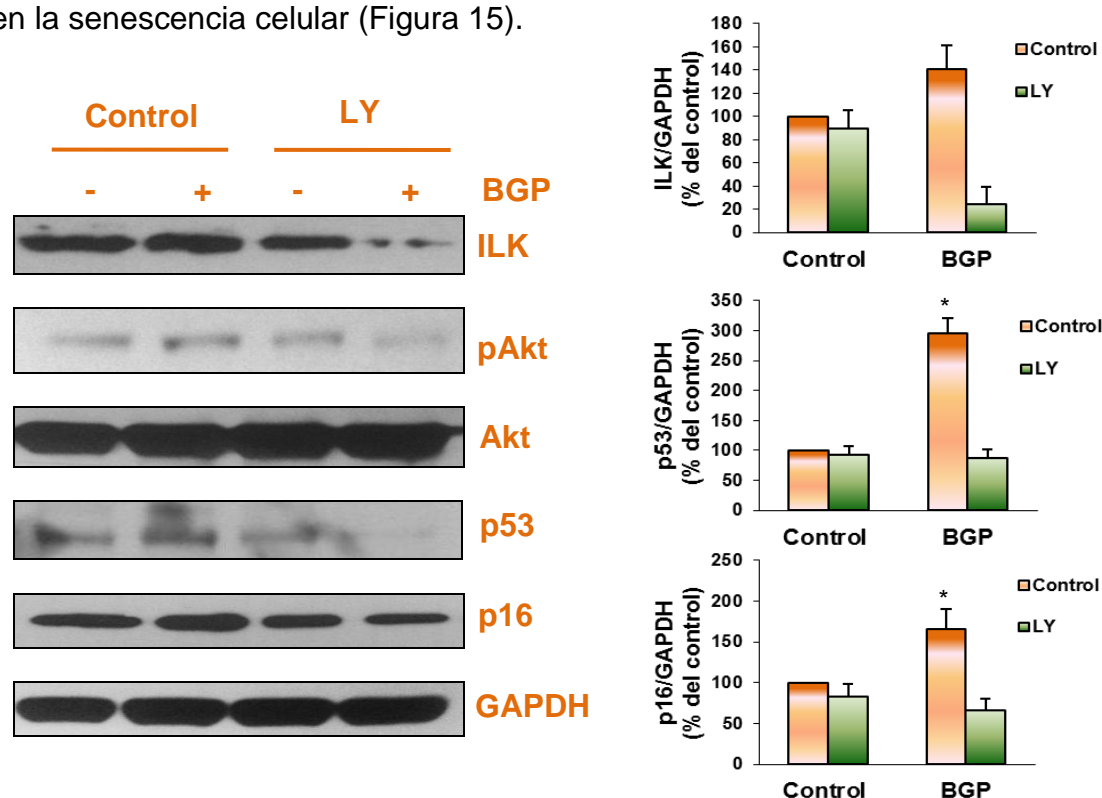 en la senescencia celular (Figura 15).
Control LY
- + - + BGP
ILK
pAkt
Akt
p53
p16
GAPDH
ILK/GAPDH
(% del control)
180
160
140
120
100
80
60
40
20
0
Control BGP
Control
LY
p53/GAPDH
(% del control)
350
300
250
200
150
100
50
0
*
Control BGP
Control
LY
p16/GAPDH
(% del control)
250
200
150
100
50
0
*
Control BGP
Control
LY